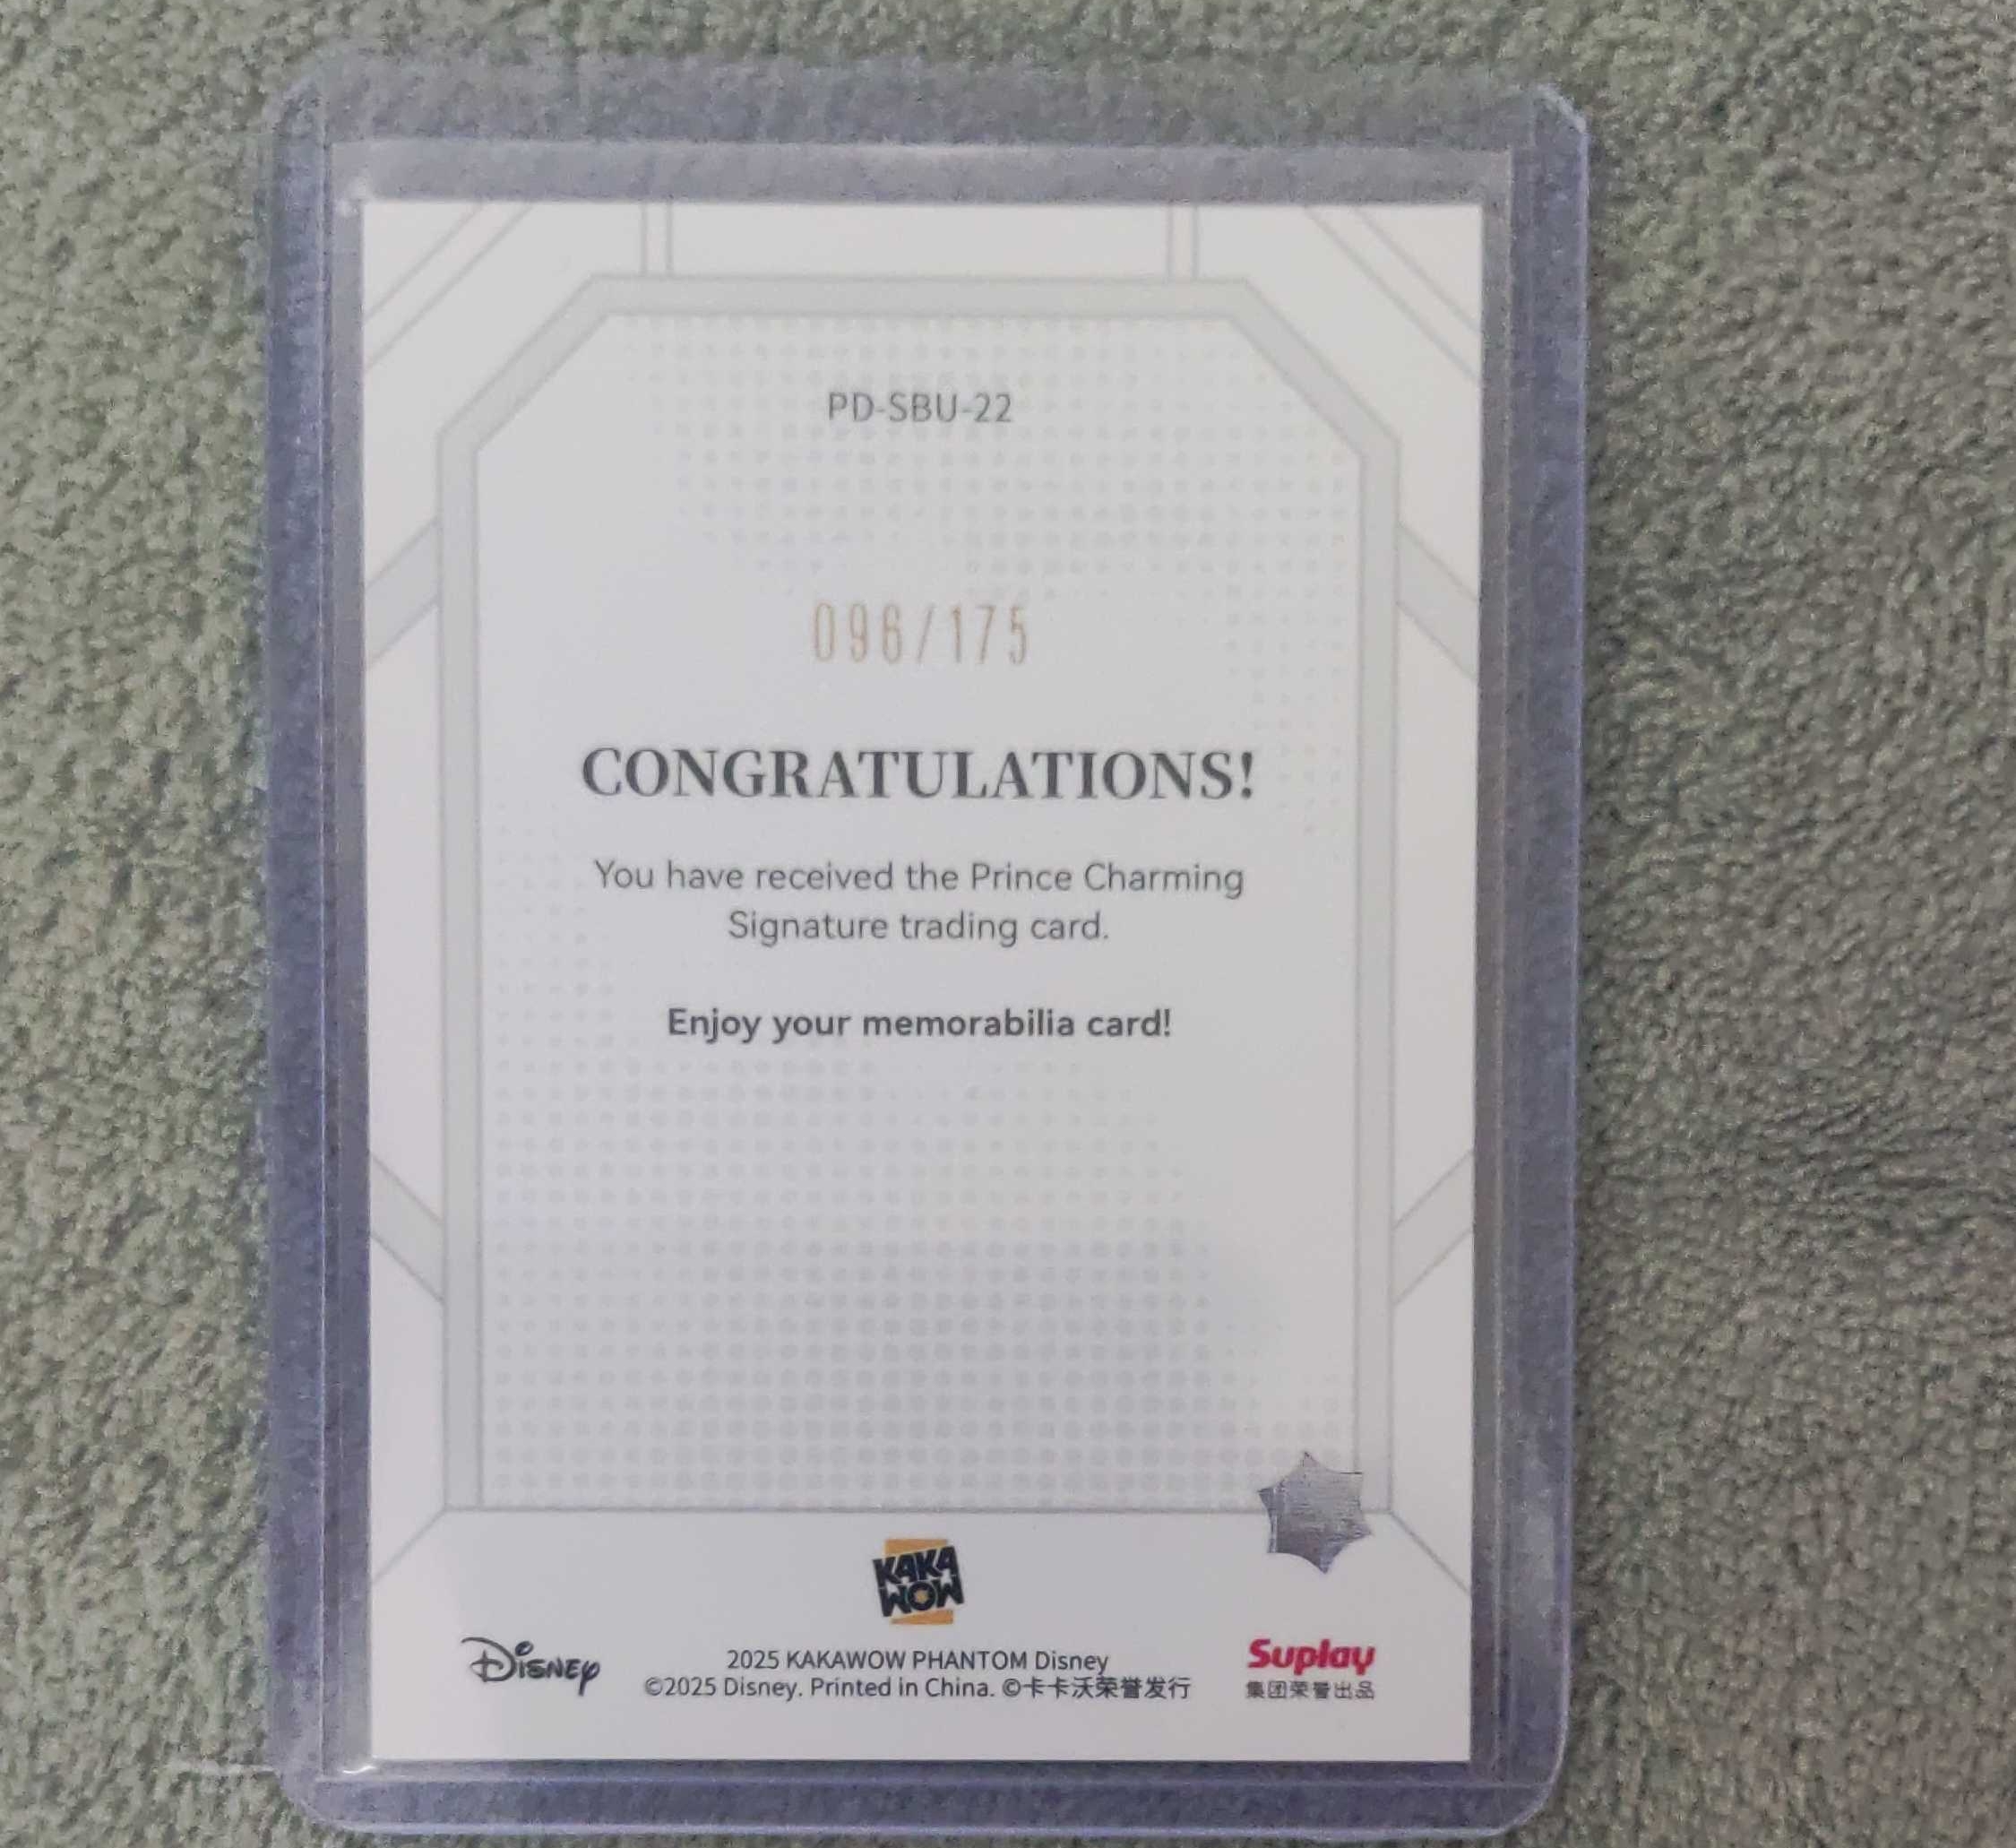 PD-SBU-22
096/175
CONGRATULATIONS!
You have received the Prince Charming
Signature trading card.
Enjoy your memorabilia card!
KAKA
WOW
Disney
2025 KAKAWOW PHANTOM Disney
©2025 Disney. Printed in China. ©卡卡沃荣誉发行
Suplay
集团荣誉出品